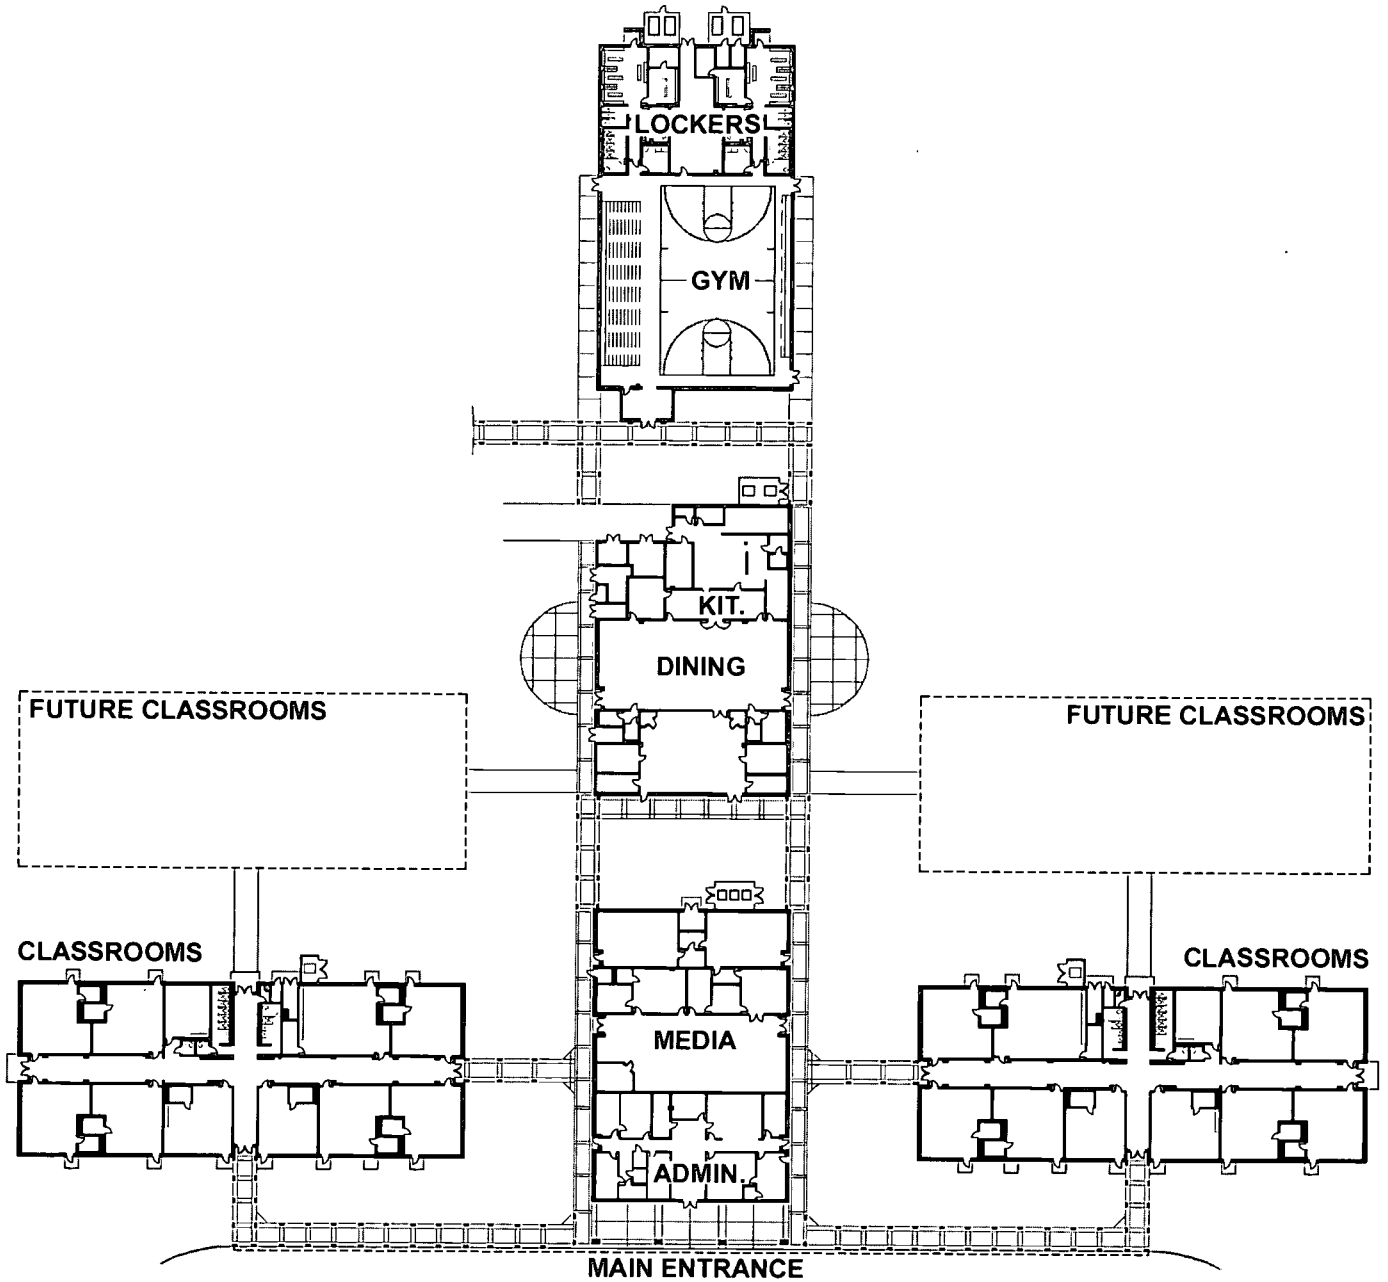 LOCKERS
GYM
KIT.
DINING
FUTURE CLASSROOMS
FUTURE CLASSROOMS
CLASSROOMS
CLASSROOMS
MEDIA
ADMIN.
MAIN ENTRANCE